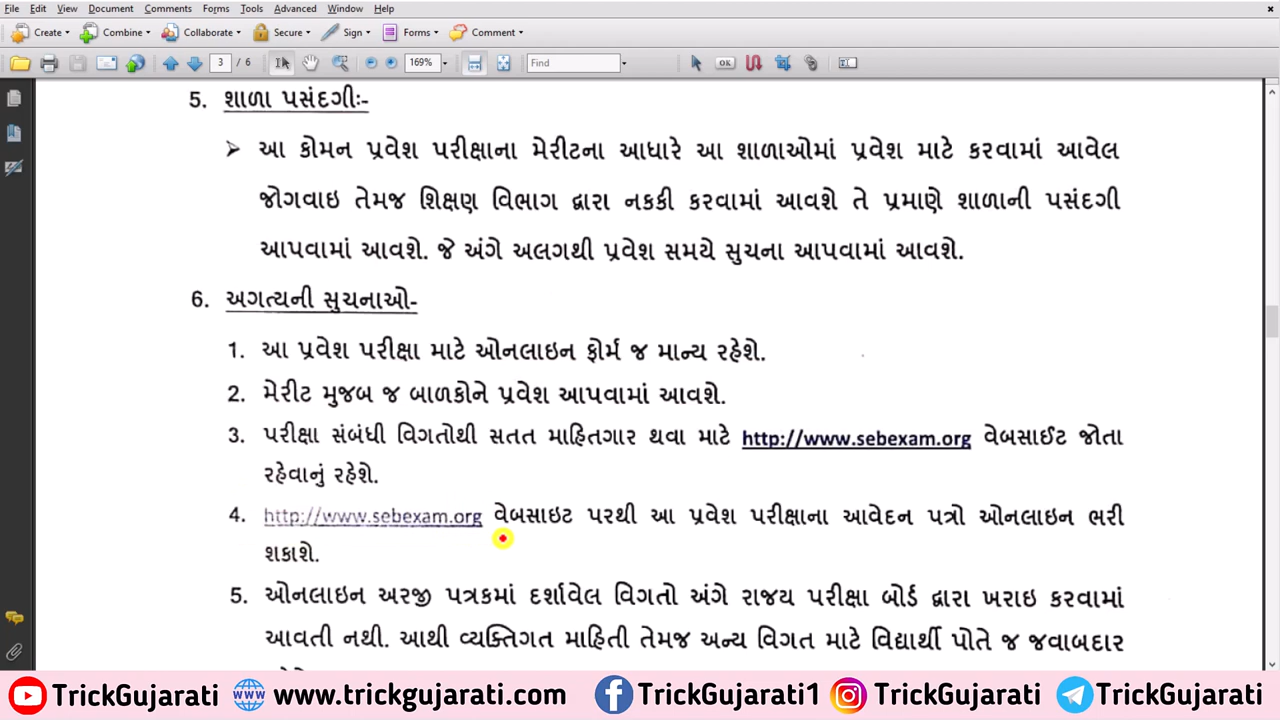 File Edit View Document Comments Forms Tools Advanced Window Help
Create Combine Collaborate Secure Sign Forms Comment
3 / 6 169% Find OK
5. શાળા પસંદગીઃ-
➢ આ કોમન પ્રવેશ પરીક્ષાના મેરીટના આધારે આ શાળાઓમાં પ્રવેશ માટે કરવામાં આવેલ
જોગવાઇ તેમજ શિક્ષણ વિભાગ દ્વારા નકકી કરવામાં આવશે તે પ્રમાણે શાળાની પસંદગી
આપવામાં આવશે. જે અંગે અલગથી પ્રવેશ સમયે સુચના આપવામાં આવશે.
6. અગત્યની સુચનાઓ-
1. આ પ્રવેશ પરીક્ષા માટે ઓનલાઇન ફોર્મ જ માન્ય રહેશે.
2. મેરીટ મુજબ જ બાળકોને પ્રવેશ આપવામાં આવશે.
3. પરીક્ષા સંબંધી વિગતોથી સતત માહિતગાર થવા માટે http://www.sebexam.org વેબસાઈટ જોતા
રહેવાનું રહેશે.
4. http://www.sebexam.org વેબસાઇટ પરથી આ પ્રવેશ પરીક્ષાના આવેદન પત્રો ઓનલાઇન ભરી
શકાશે.
5. ઓનલાઇન અરજી પત્રકમાં દર્શાવેલ વિગતો અંગે રાજય પરીક્ષા બોર્ડ દ્વારા ખરાઇ કરવામાં
આવતી નથી. આથી વ્યક્તિગત માહિતી તેમજ અન્ય વિગત માટે વિદ્યાર્થી પોતે જ જવાબદાર
TrickGujarati www.trickgujarati.com TrickGujarati1 TrickGujarati TrickGujarati